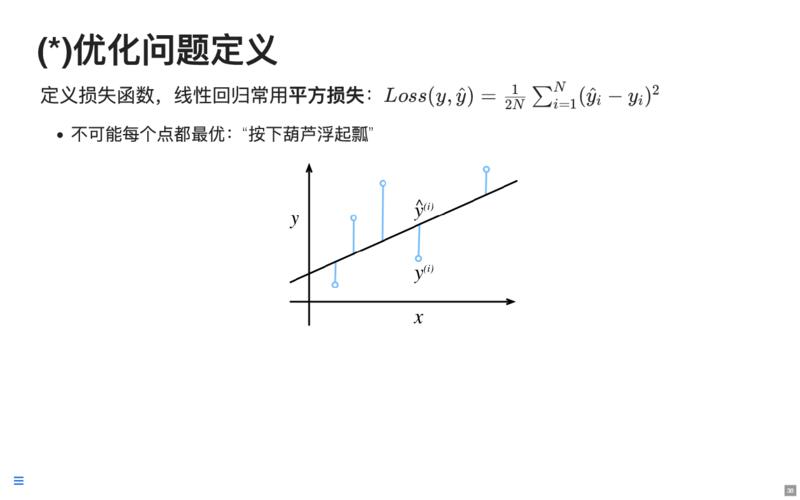 (*)优化问题定义
定义损失函数，线性回归常用平方损失：$Loss(y, \hat{y}) = \frac{1}{2N} \sum_{i=1}^{N} (\hat{y}_i - y_i)^2$
• 不可能每个点都最优：“按下葫芦浮起瓢”
y
$\hat{y}^{(i)}$
$y^{(i)}$
x
36